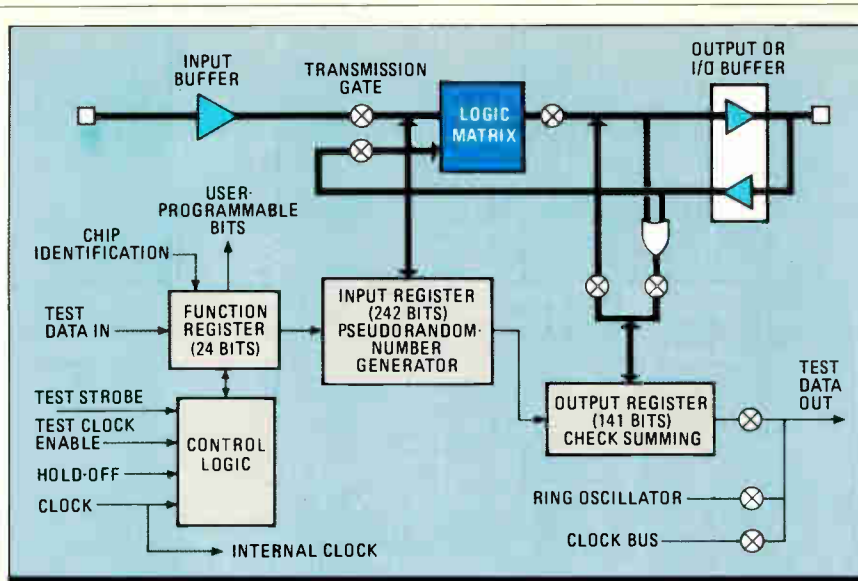 INPUT
BUFFER
TRANSMISSION
GATE
LOGIC
MATRIX
OUTPUT OR
I/O BUFFER
USER-
PROGRAMMABLE
BITS
CHIP
IDENTIFICATION
TEST
DATA IN
FUNCTION
REGISTER
(24 BITS)
INPUT REGISTER
(242 BITS)
PSEUDORANDOM-
NUMBER
GENERATOR
TEST STROBE
TEST CLOCK
ENABLE
HOLD-OFF
CLOCK
CONTROL
LOGIC
INTERNAL CLOCK
OUTPUT REGISTER
(141 BITS)
CHECK SUMMING
TEST
DATA
OUT
RING OSCILLATOR
CLOCK BUS